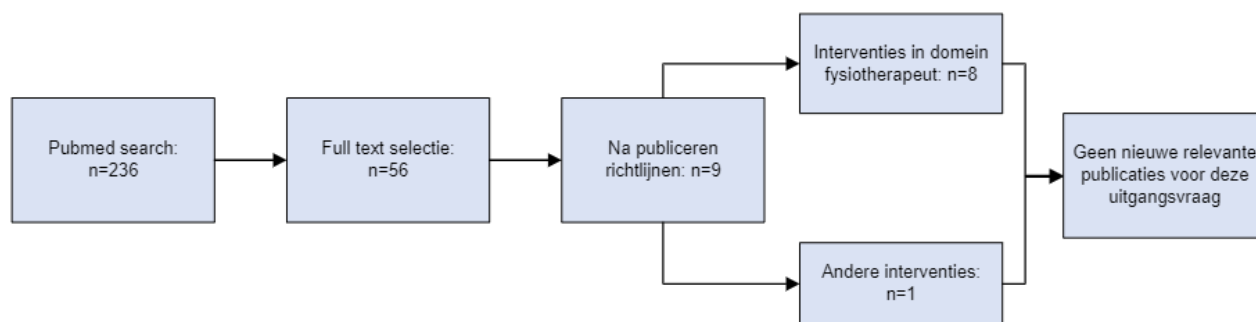 Pubmed search:
n=236
Full text selectie:
n=56
Na publiceren
richtlijnen: n=9
Interventies in domein
fysiotherapeut: n=8
Andere interventies:
n=1
Geen nieuwe relevante
publicaties voor deze
uitgangsvraag